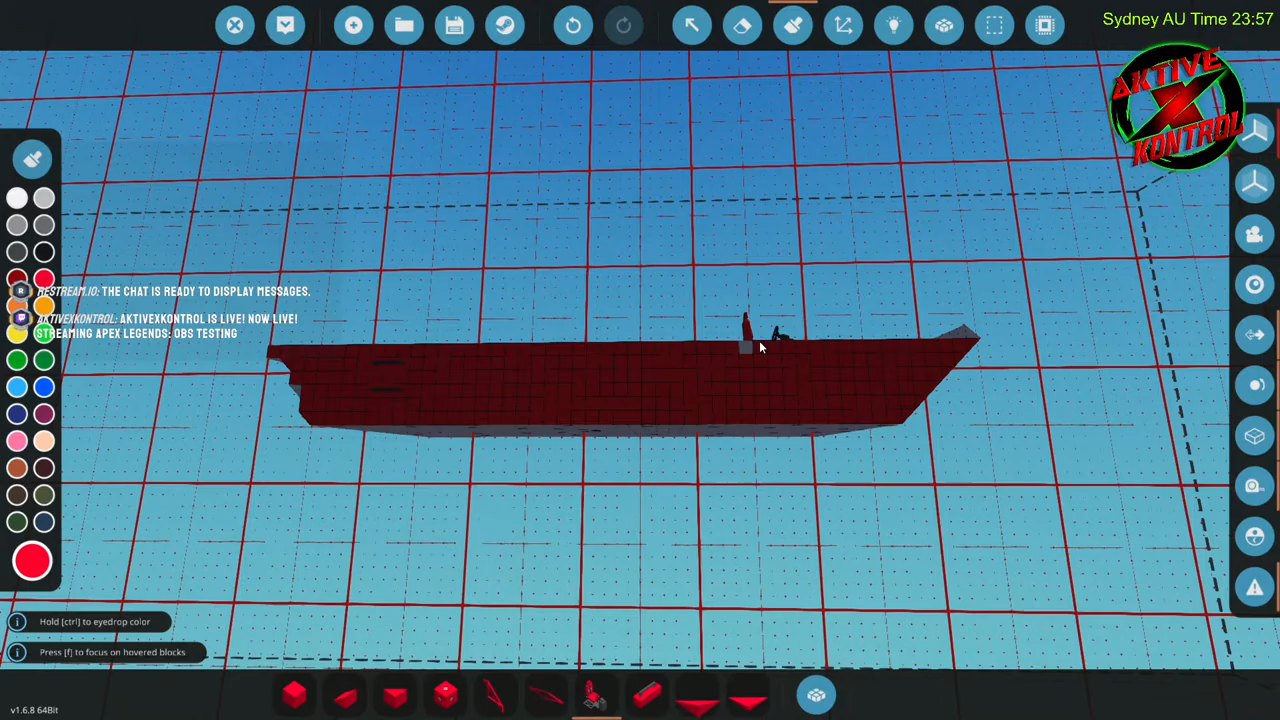 Sydney AU Time 23:57
AKTIVE
X
KONTROL
RESTREAM.IO: THE CHAT IS READY TO DISPLAY MESSAGES.
AKTIVEXKONTROL: AKTIVEXKONTROL IS LIVE! NOW LIVE!
STREAMING APEX LEGENDS: OBS TESTING
Hold [ctrl] to eyedrop color
Press [f] to focus on hovered blocks
v1.6.8 64Bit